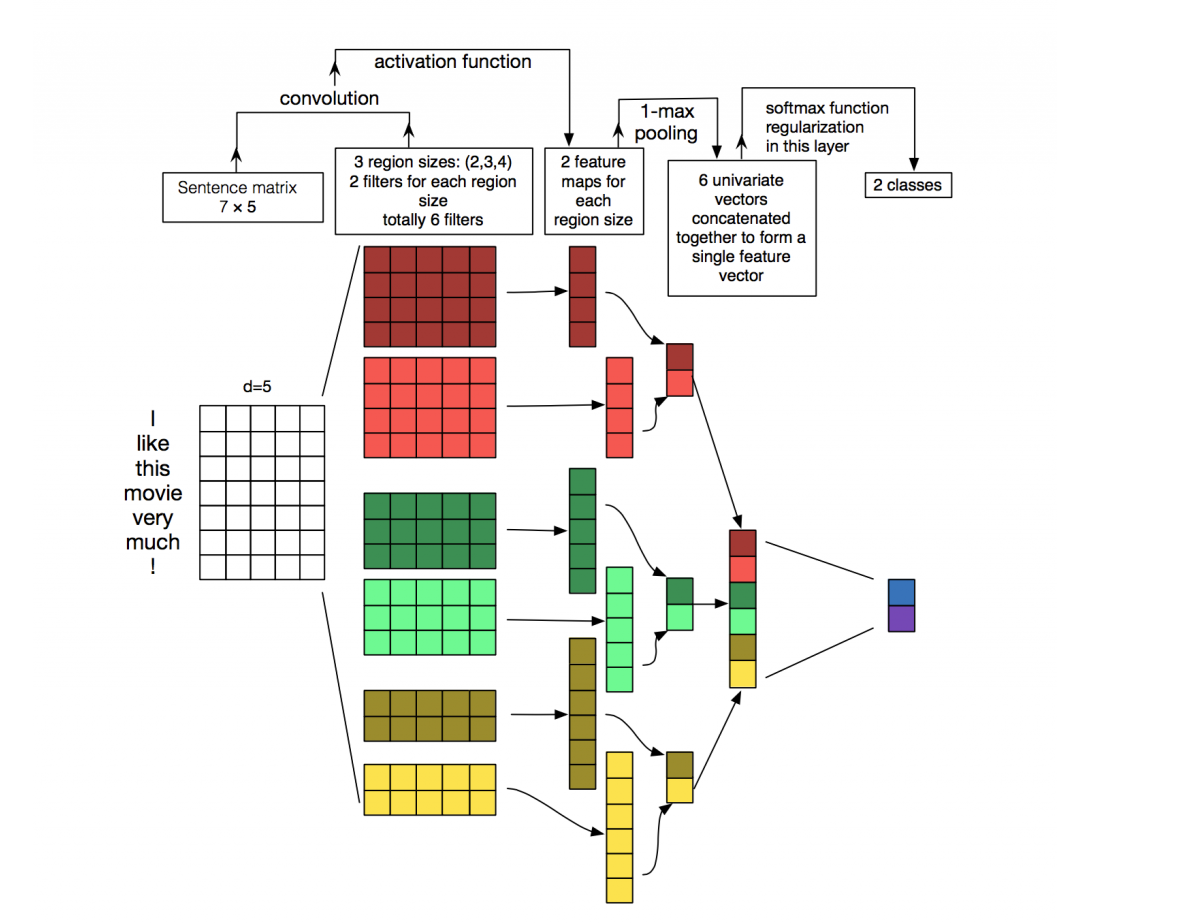 activation function
convolution
1-max
pooling
softmax function
regularization
in this layer
Sentence matrix
7 × 5
3 region sizes: (2,3,4)
2 filters for each region
size
totally 6 filters
2 feature
maps for
each
region size
6 univariate
vectors
concatenated
together to form a
single feature
vector
2 classes
d=5
I
like
this
movie
very
much
!